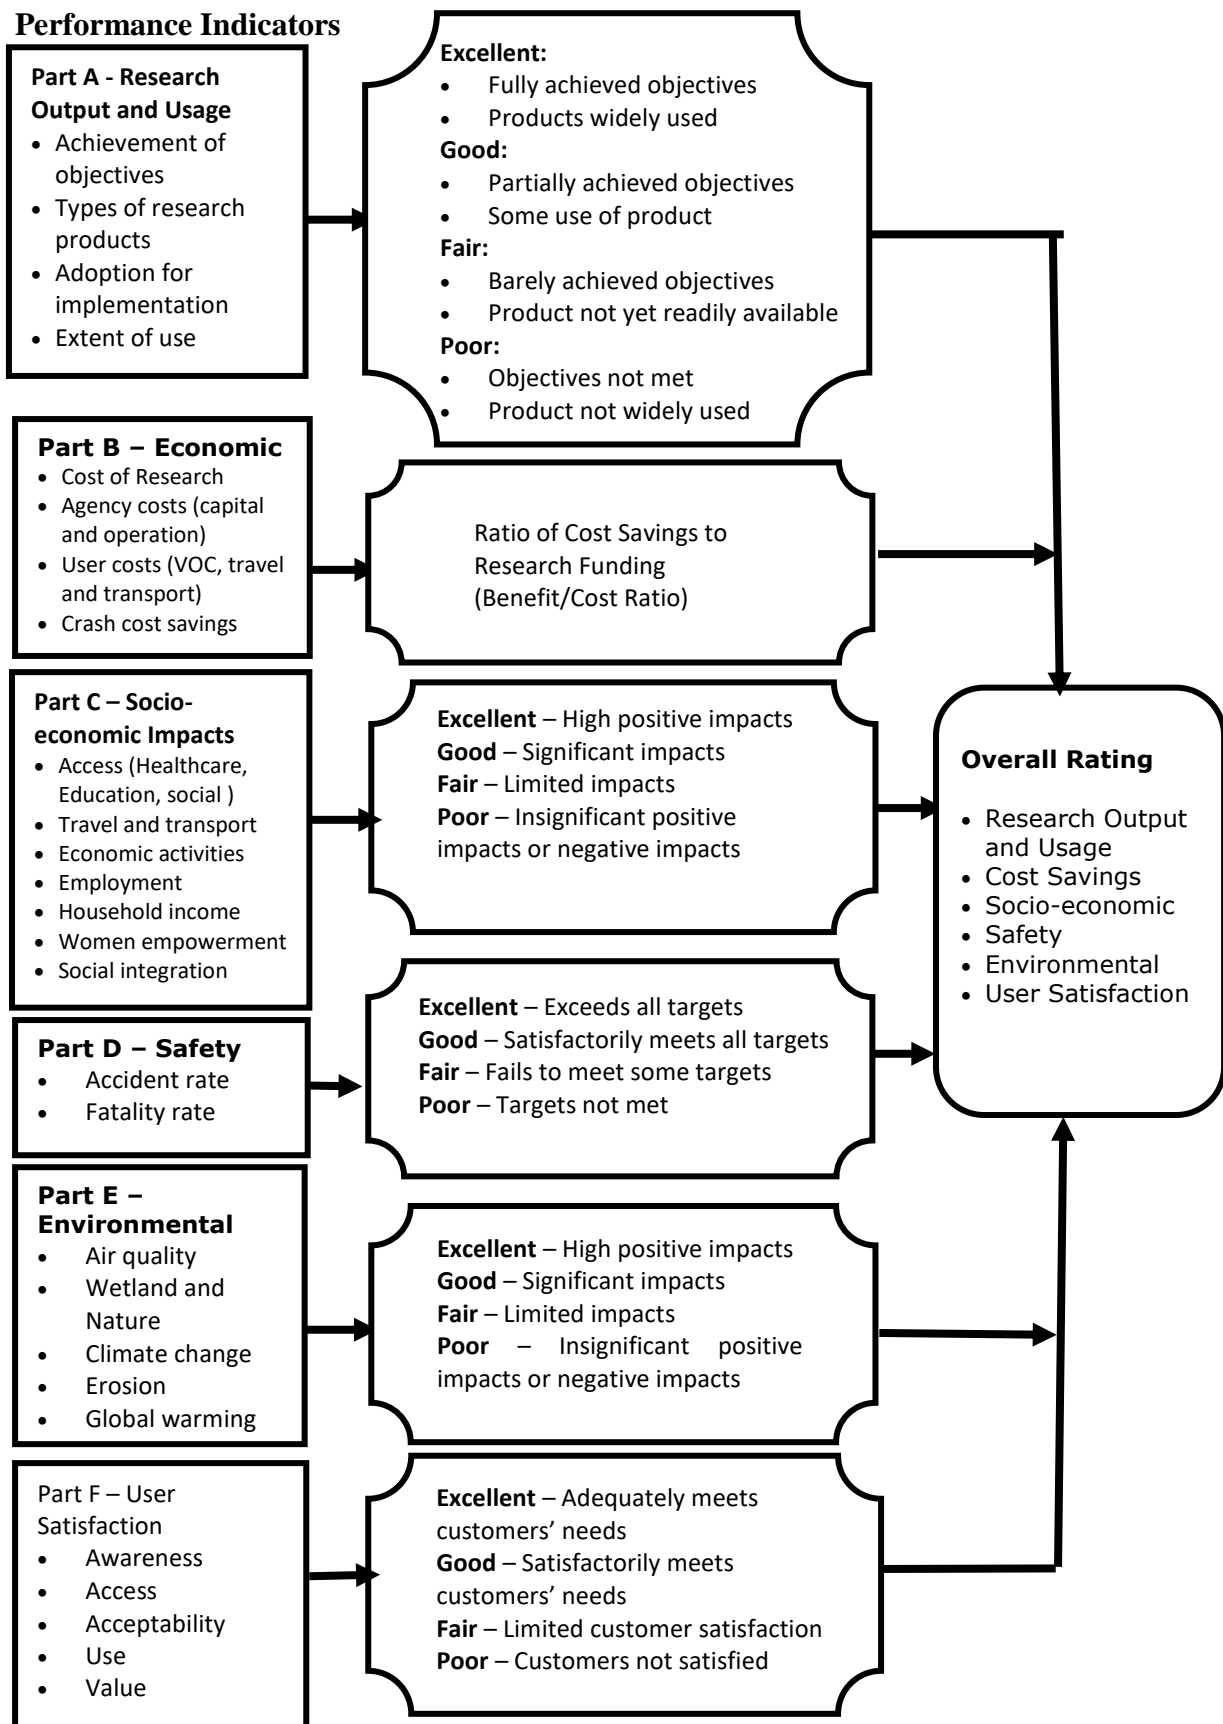 Performance Indicators
Part A - Research
Output and Usage
• Achievement of
objectives
• Types of research
products
• Adoption for
implementation
• Extent of use
Excellent:
• Fully achieved objectives
• Products widely used
Good:
• Partially achieved objectives
• Some use of product
Fair:
• Barely achieved objectives
• Product not yet readily available
Poor:
• Objectives not met
• Product not widely used
Part B – Economic
• Cost of Research
• Agency costs (capital
and operation)
• User costs (VOC, travel
and transport)
• Crash cost savings
Ratio of Cost Savings to
Research Funding
(Benefit/Cost Ratio)
Part C – Socio-
economic Impacts
• Access (Healthcare,
Education, social )
• Travel and transport
• Economic activities
• Employment
• Household income
• Women empowerment
• Social integration
Excellent – High positive impacts
Good – Significant impacts
Fair – Limited impacts
Poor – Insignificant positive
impacts or negative impacts
Part D – Safety
• Accident rate
• Fatality rate
Excellent – Exceeds all targets
Good – Satisfactorily meets all targets
Fair – Fails to meet some targets
Poor – Targets not met
Part E –
Environmental
• Air quality
• Wetland and
Nature
• Climate change
• Erosion
• Global warming
Excellent – High positive impacts
Good – Significant impacts
Fair – Limited impacts
Poor – Insignificant positive
impacts or negative impacts
Part F – User
Satisfaction
• Awareness
• Access
• Acceptability
• Use
• Value
Excellent – Adequately meets
customers’ needs
Good – Satisfactorily meets
customers’ needs
Fair – Limited customer satisfaction
Poor – Customers not satisfied
Overall Rating
• Research Output
and Usage
• Cost Savings
• Socio-economic
• Safety
• Environmental
• User Satisfaction